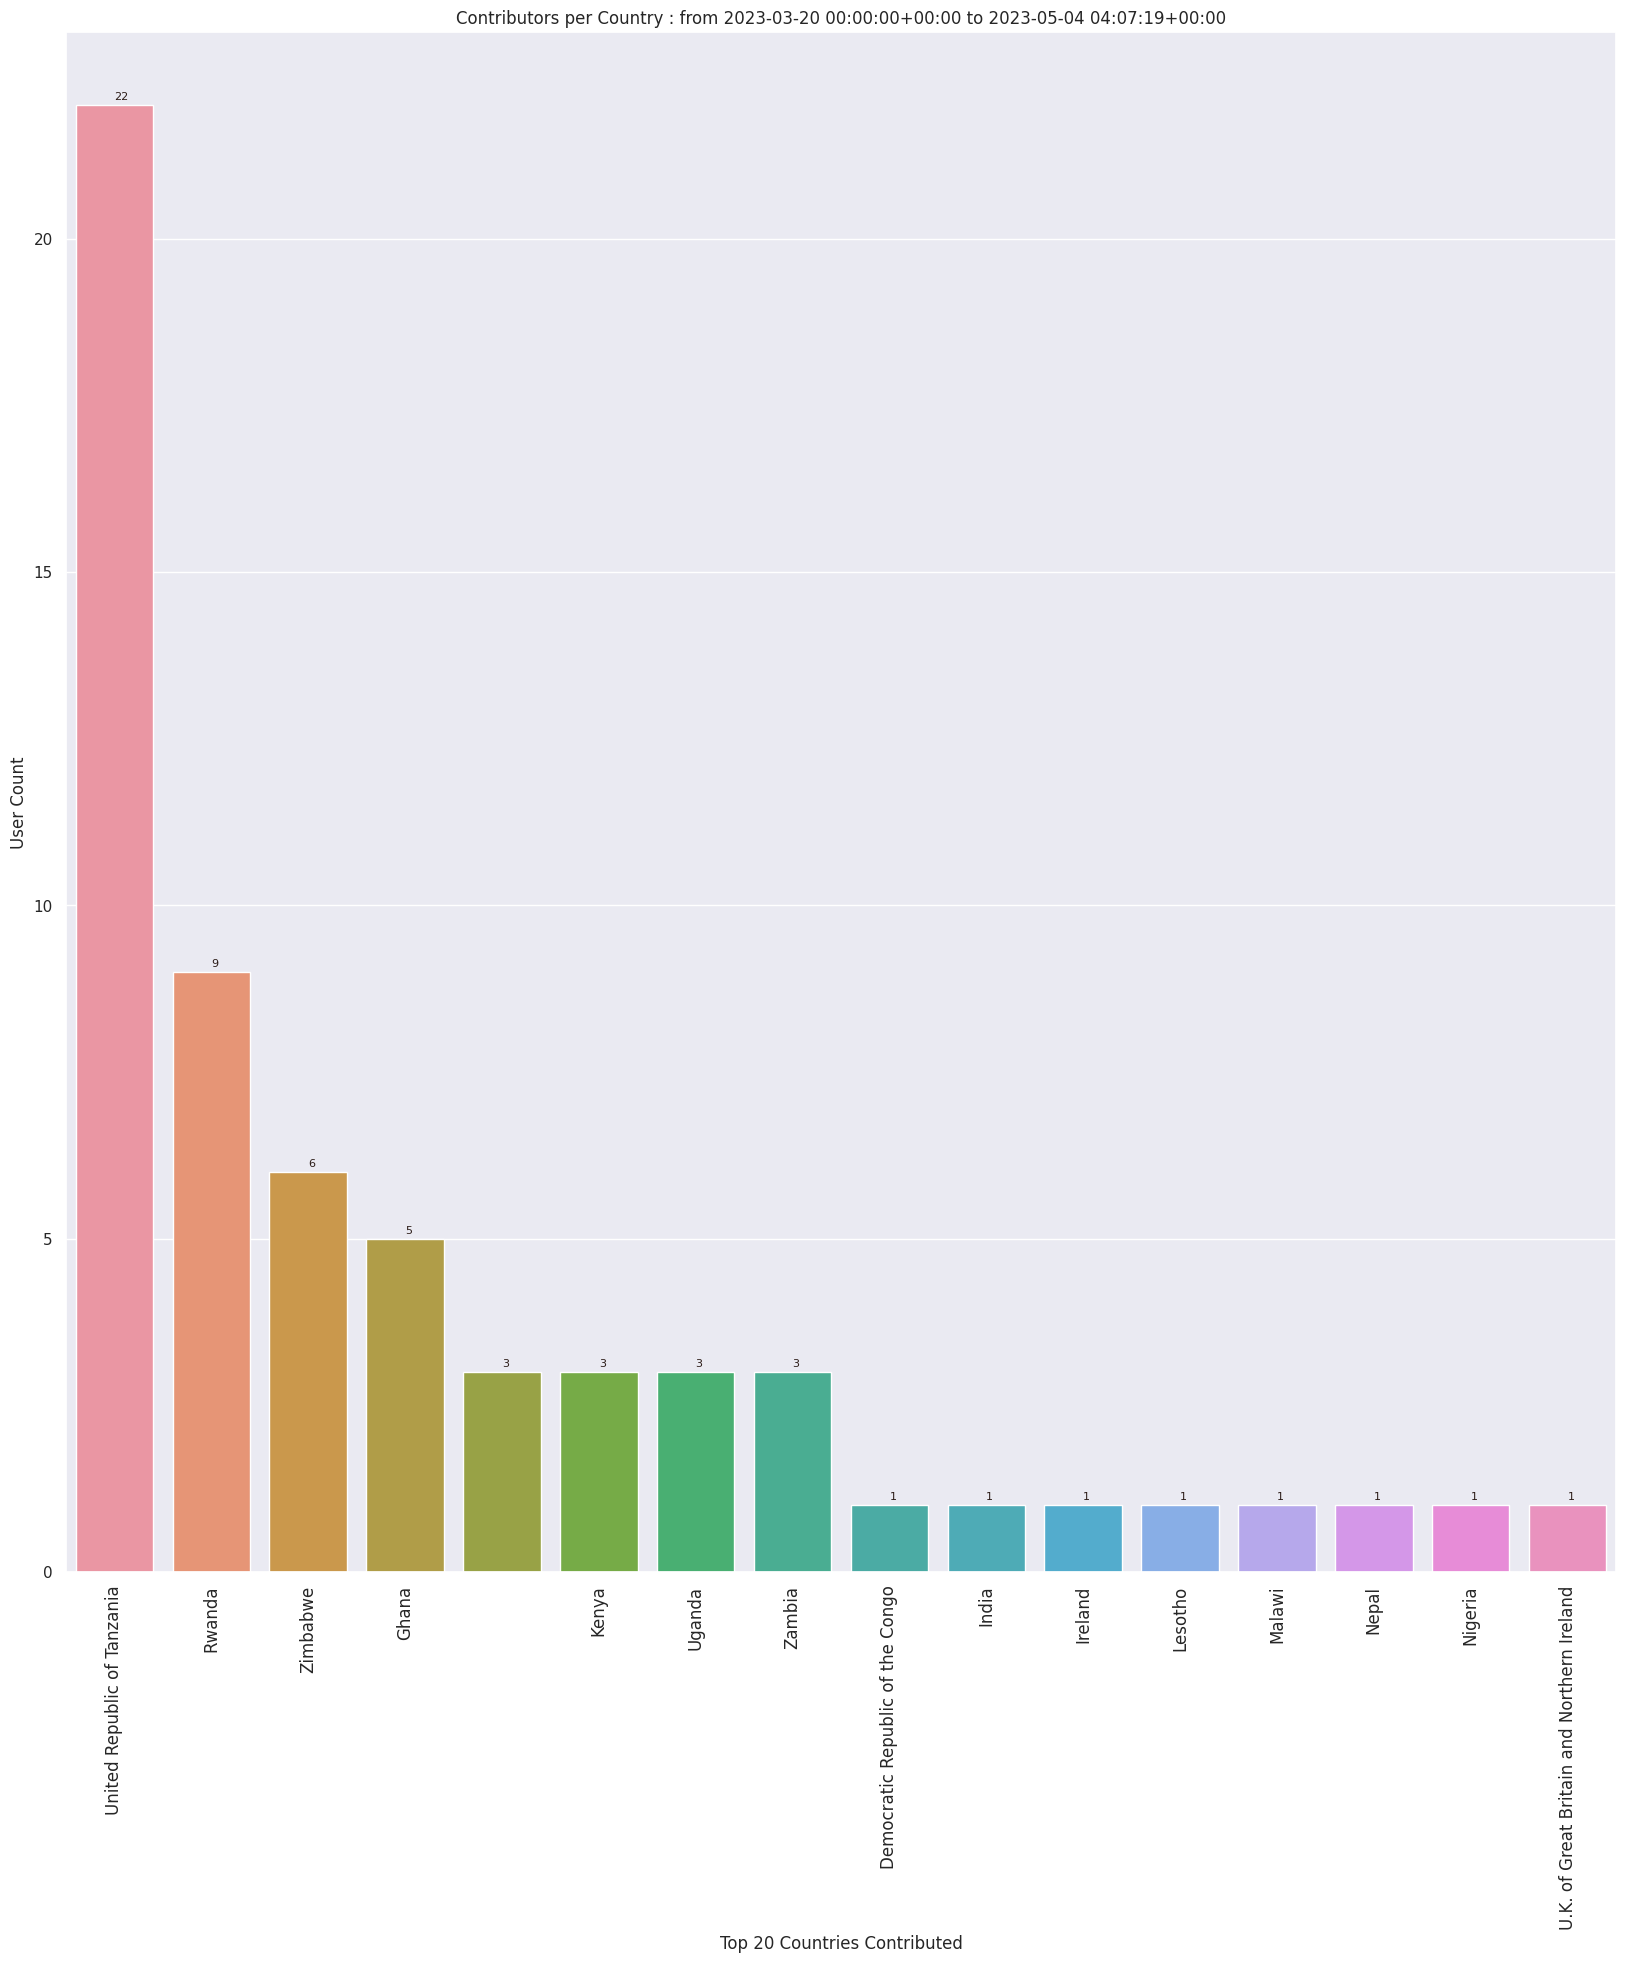 Contributors per Country : from 2023-03-20 00:00:00+00:00 to 2023-05-04 04:07:19+00:00
User Count
20
15
10
5
0
22
9
6
5
3
3
3
3
1
1
1
1
1
1
1
1
United Republic of Tanzania
Rwanda
Zimbabwe
Ghana
Kenya
Uganda
Zambia
Democratic Republic of the Congo
India
Ireland
Lesotho
Malawi
Nepal
Nigeria
U.K. of Great Britain and Northern Ireland
Top 20 Countries Contributed